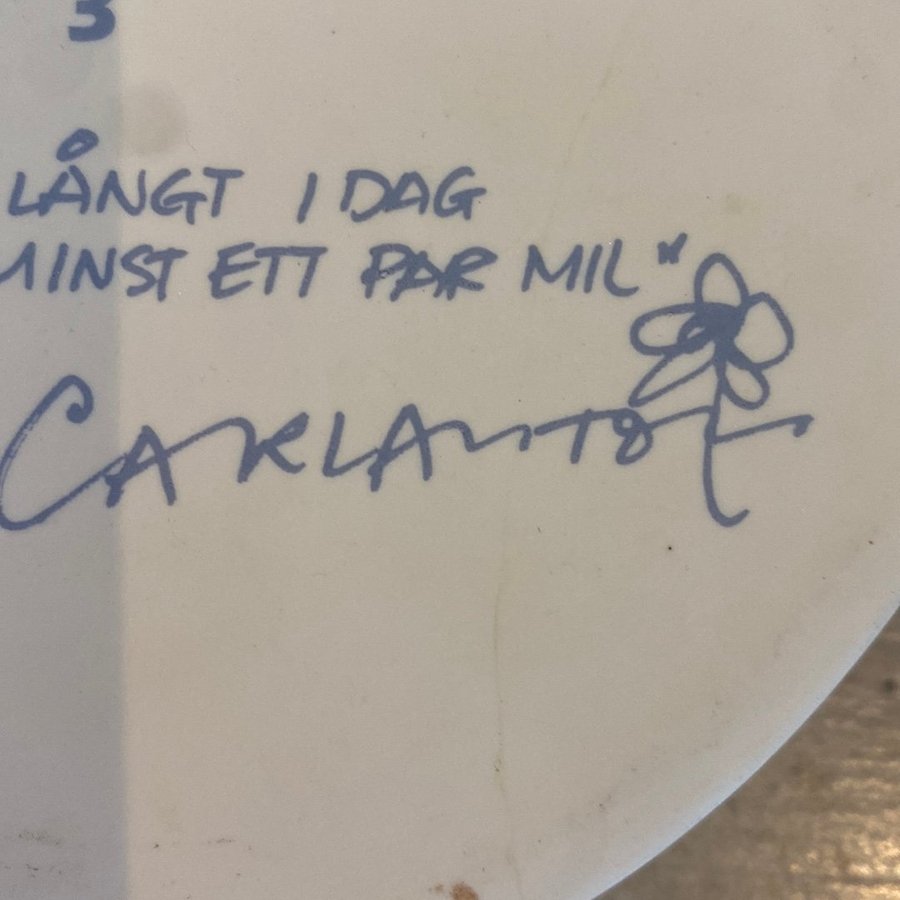 3
LÅNGT I DAG
MINST ETT PAR MIL"
CARLANTON